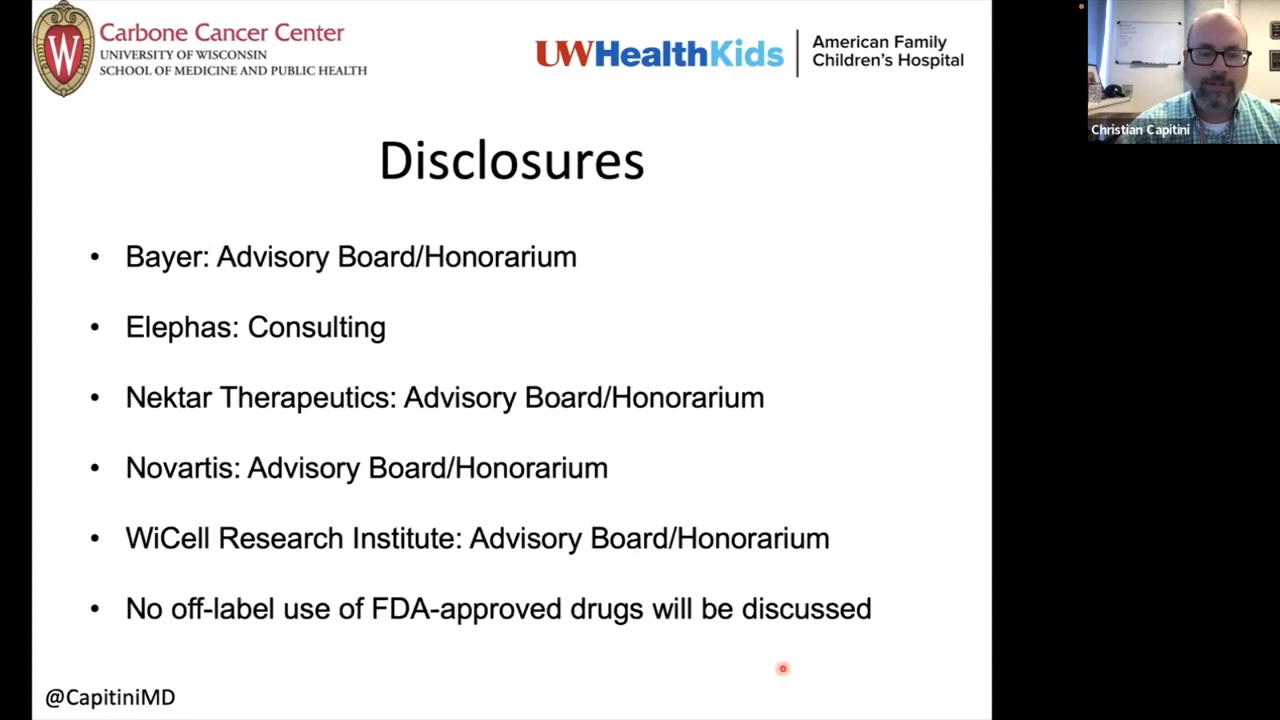 Carbone Cancer Center
UNIVERSITY OF WISCONSIN
SCHOOL OF MEDICINE AND PUBLIC HEALTH
W
UWHealthKids
American Family
Children's Hospital
Christian Capitini
Disclosures
• Bayer: Advisory Board/Honorarium
• Elephas: Consulting
• Nektar Therapeutics: Advisory Board/Honorarium
• Novartis: Advisory Board/Honorarium
• WiCell Research Institute: Advisory Board/Honorarium
• No off-label use of FDA-approved drugs will be discussed
@CapitiniMD